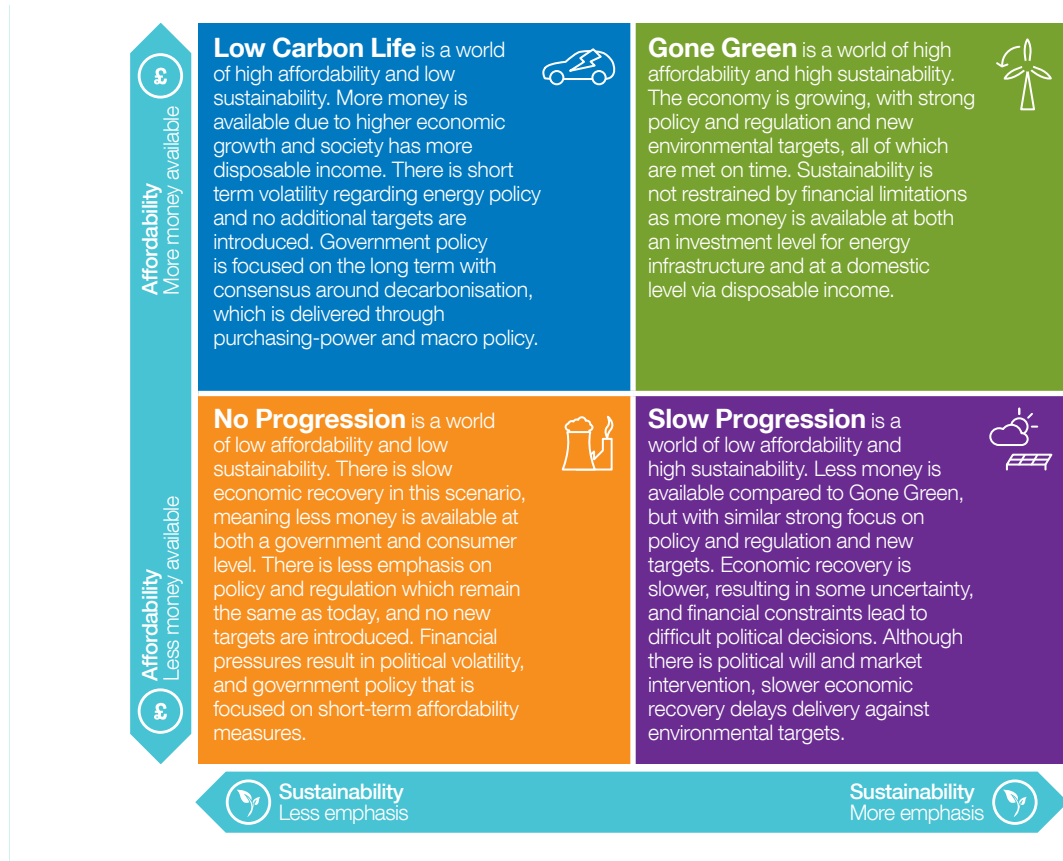 Affordability
More money available
£
Low Carbon Life is a world
of high affordability and low
sustainability. More money is
available due to higher economic
growth and society has more
disposable income. There is short
term volatility regarding energy policy
and no additional targets are
introduced. Government policy
is focused on the long term with
consensus around decarbonisation,
which is delivered through
purchasing-power and macro policy.
Gone Green is a world of high
affordability and high sustainability.
The economy is growing, with strong
policy and regulation and new
environmental targets, all of which
are met on time. Sustainability is
not restrained by financial limitations
as more money is available at both
an investment level for energy
infrastructure and at a domestic
level via disposable income.
Affordability
Less money available
£
No Progression is a world
of low affordability and low
sustainability. There is slow
economic recovery in this scenario,
meaning less money is available at
both a government and consumer
level. There is less emphasis on
policy and regulation which remain
the same as today, and no new
targets are introduced. Financial
pressures result in political volatility,
and government policy that is
focused on short-term affordability
measures.
Slow Progression is a
world of low affordability and
high sustainability. Less money is
available compared to Gone Green,
but with similar strong focus on
policy and regulation and new
targets. Economic recovery is
slower, resulting in some uncertainty,
and financial constraints lead to
difficult political decisions. Although
there is political will and market
intervention, slower economic
recovery delays delivery against
environmental targets.
Sustainability
Less emphasis
Sustainability
More emphasis